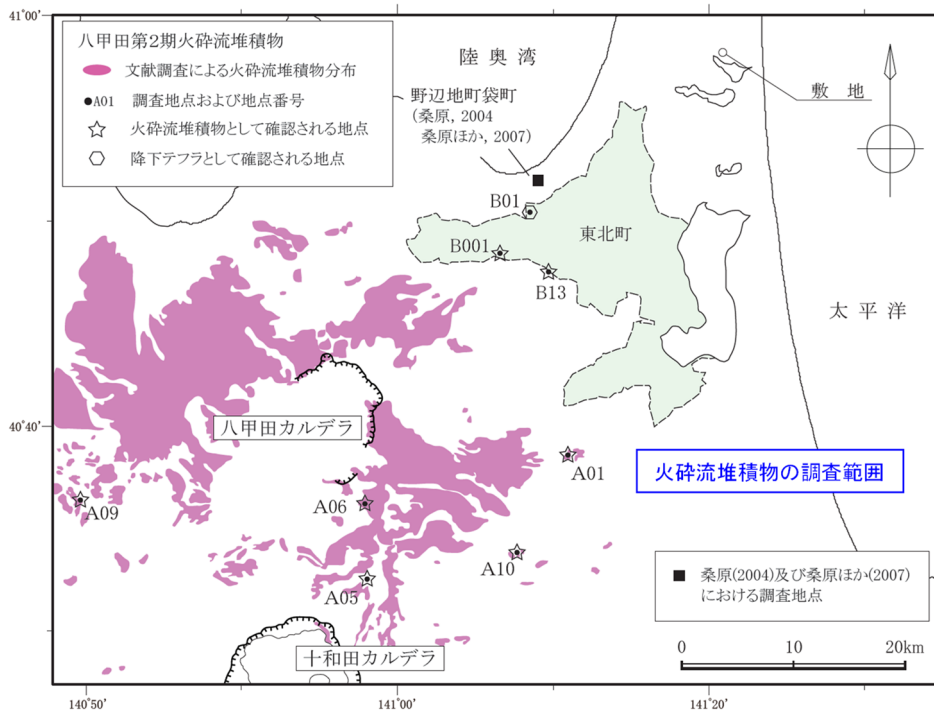 41°00'
八甲田第2期火砕流堆積物
文献調査による火砕流堆積物分布
A01 調査地点および地点番号
火砕流堆積物として確認される地点
降下テフラとして確認される地点
陸奥湾
野辺地町袋町
(桑原, 2004
桑原ほか, 2007)
敷地
B01
B001
東北町
B13
太平洋
40°40'
八甲田カルデラ
A01
火砕流堆積物の調査範囲
A09
A06
A10
A05
桑原(2004)及び桑原ほか(2007)
における調査地点
十和田カルデラ
0 10 20km
140°50'
141°00'
141°20'